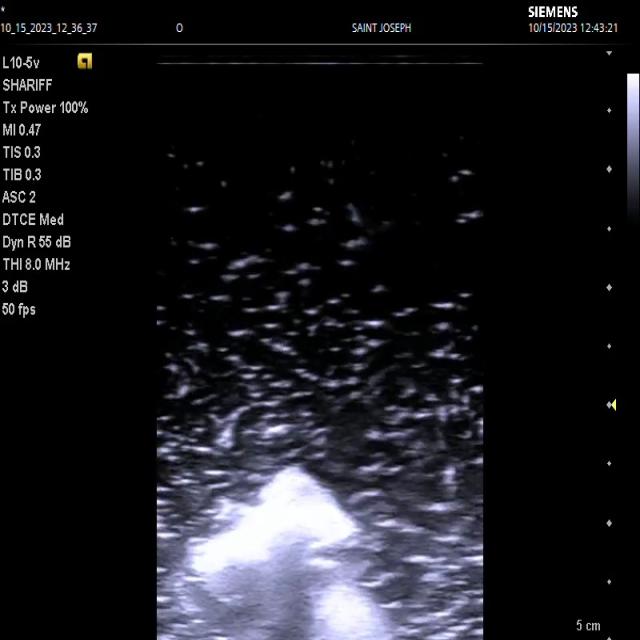 SIEMENS
10_15_2023_12_36_37 O SAINT JOSEPH 10/15/2023 12:43:21
L10-5v
SHARIFF
Tx Power 100%
MI 0.47
TIS 0.3
TIB 0.3
ASC 2
DTCE Med
Dyn R 55 dB
THI 8.0 MHz
3 dB
50 fps
5 cm